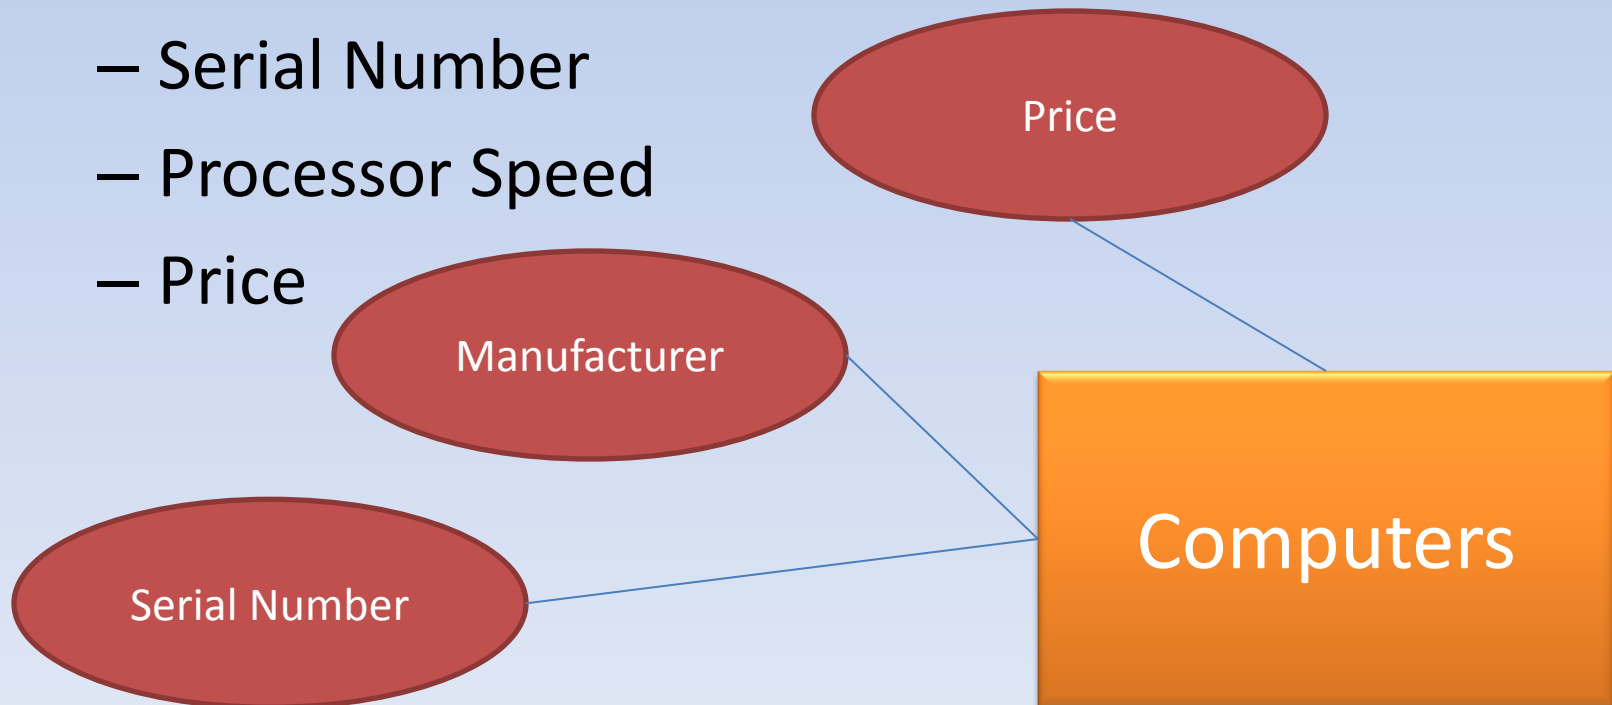 – Serial Number
– Processor Speed
– Price
Price
Manufacturer
Computers
Serial Number